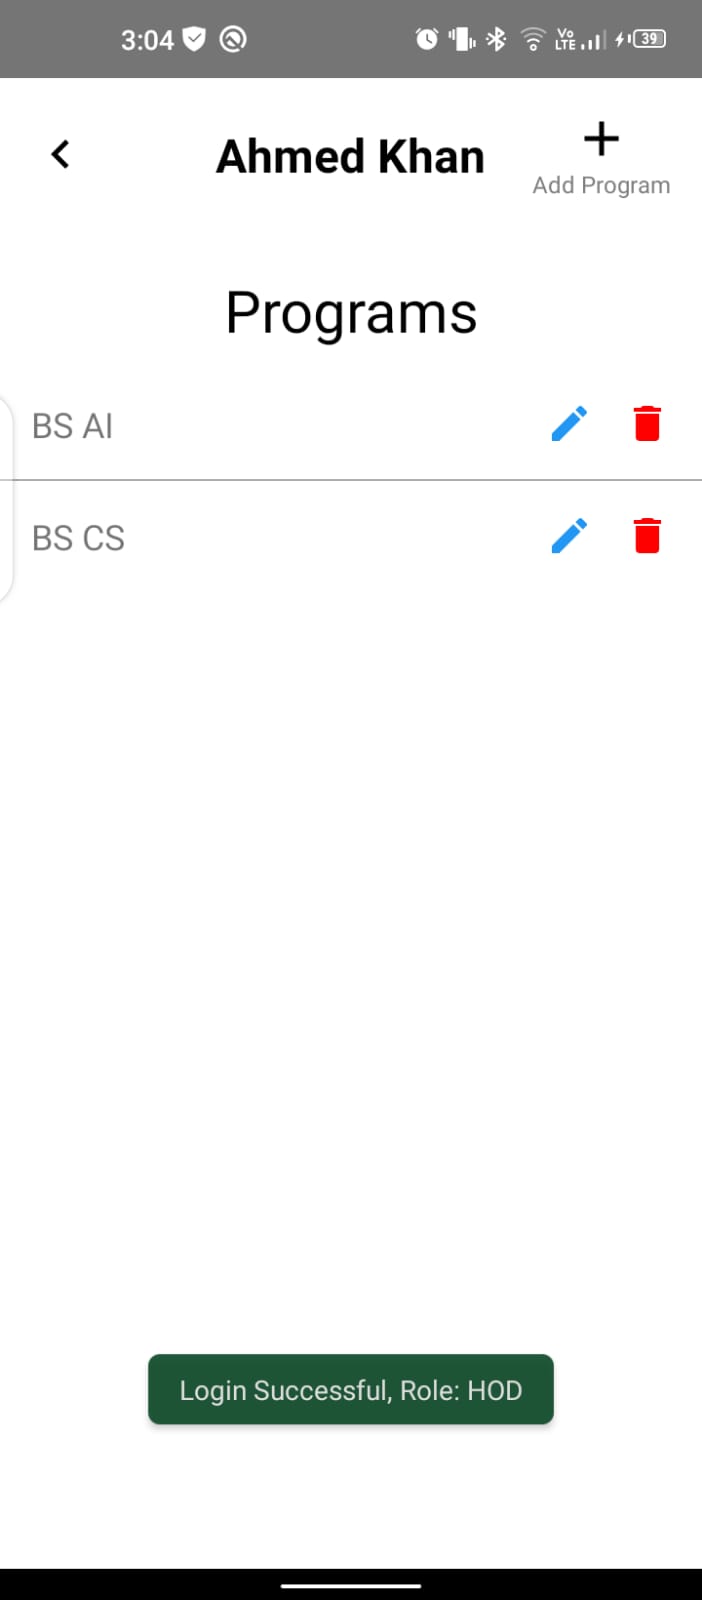 3:04 Vo LTE 39
Ahmed Khan
Add Program
Programs
BS AI
BS CS
Login Successful, Role: HOD